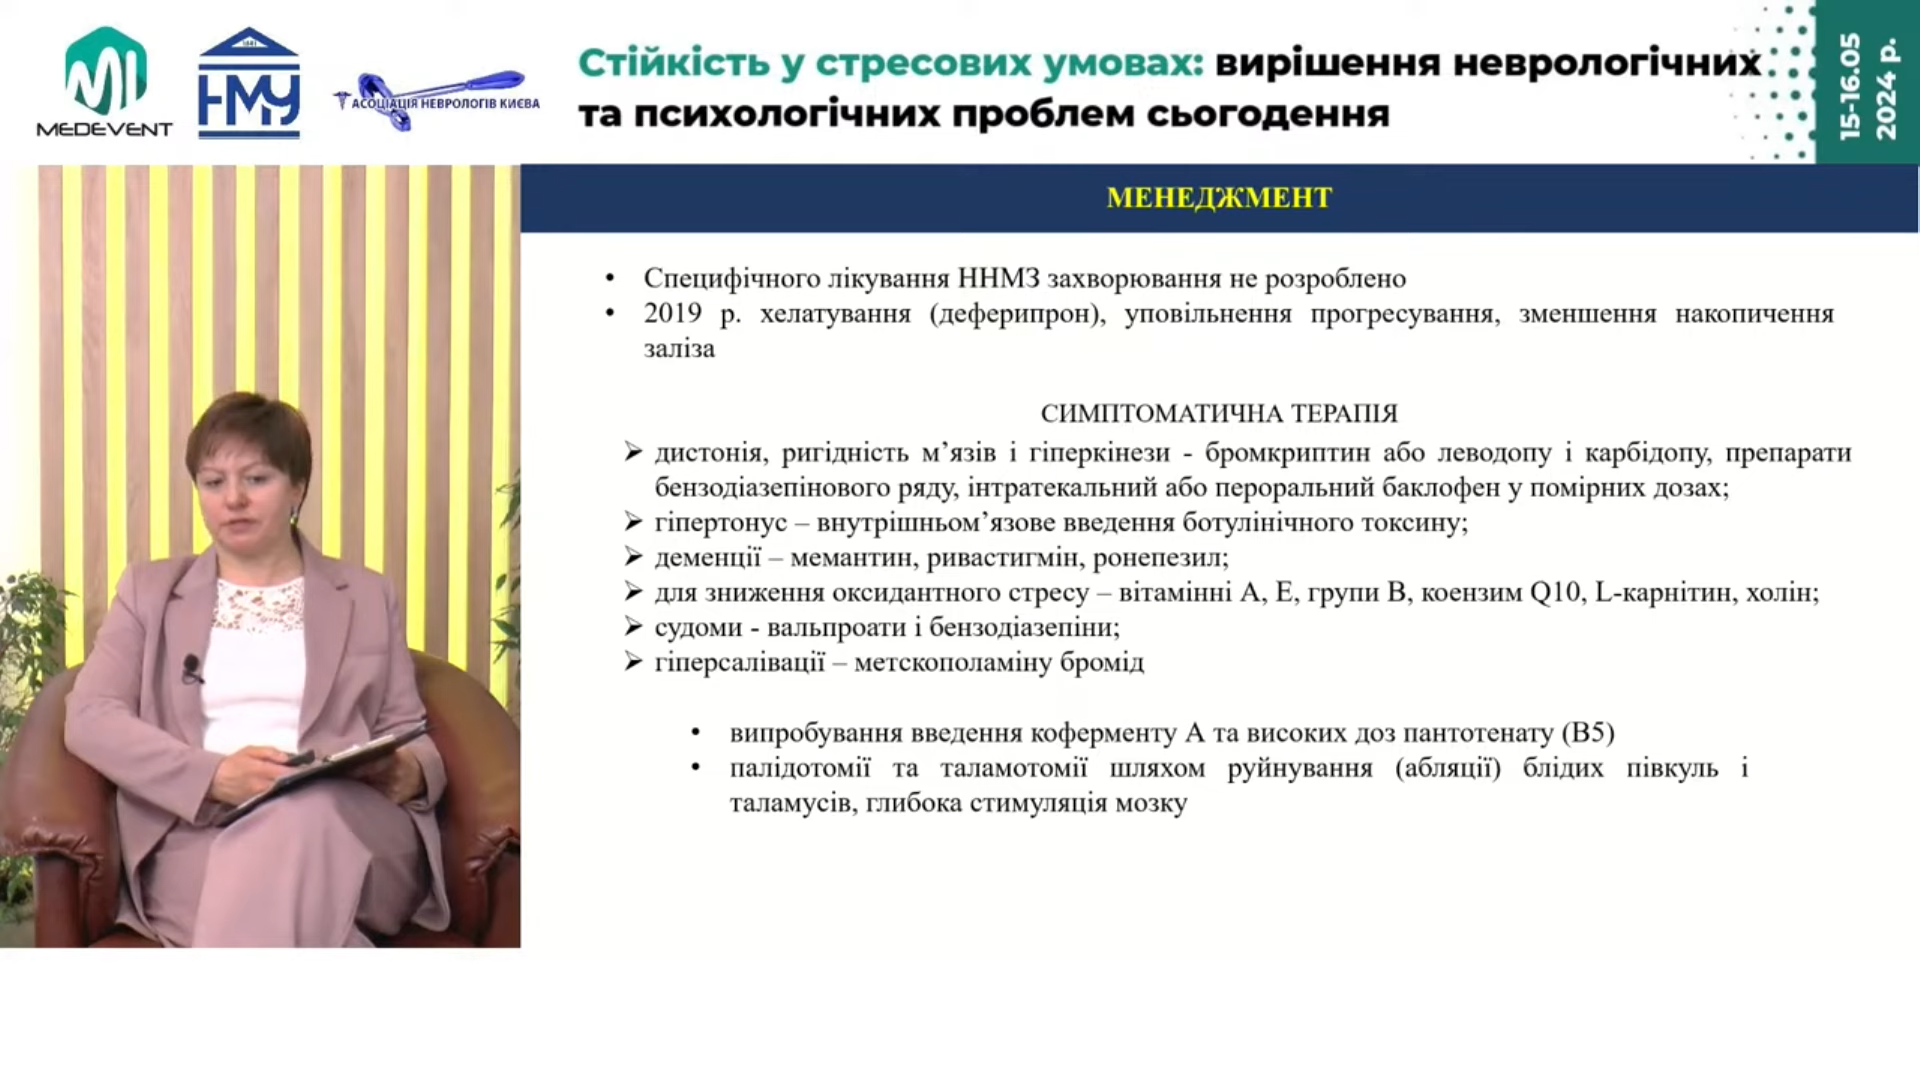 MEDEVENT
1841
НМУ
АСОЦІАЦІЯ НЕВРОЛОГІВ КИЄВА
Стійкість у стресових умовах: вирішення неврологічних
та психологічних проблем сьогодення
15-16.05
2024 р.
МЕНЕДЖМЕНТ
• Специфічного лікування ННМЗ захворювання не розроблено
• 2019 р. хелатування (деферипрон), уповільнення прогресування, зменшення накопичення
заліза
СИМПТОМАТИЧНА ТЕРАПІЯ
➢ дистонія, ригідність м’язів і гіперкінези - бромкриптин або леводопу і карбідопу, препарати
бензодіазепінового ряду, інтратекальний або пероральний баклофен у помірних дозах;
➢ гіпертонус – внутрішньом’язове введення ботулінічного токсину;
➢ деменції – мемантин, ривастигмін, ронепезил;
➢ для зниження оксидантного стресу – вітамінні А, Е, групи В, коензим Q10, L-карнітин, холін;
➢ судоми - вальпроати і бензодіазепіни;
➢ гіперсалівації – метскополаміну бромід
• випробування введення коферменту А та високих доз пантотенату (В5)
• палідотомії та таламотомії шляхом руйнування (абляції) блідих півкуль і
таламусів, глибока стимуляція мозку